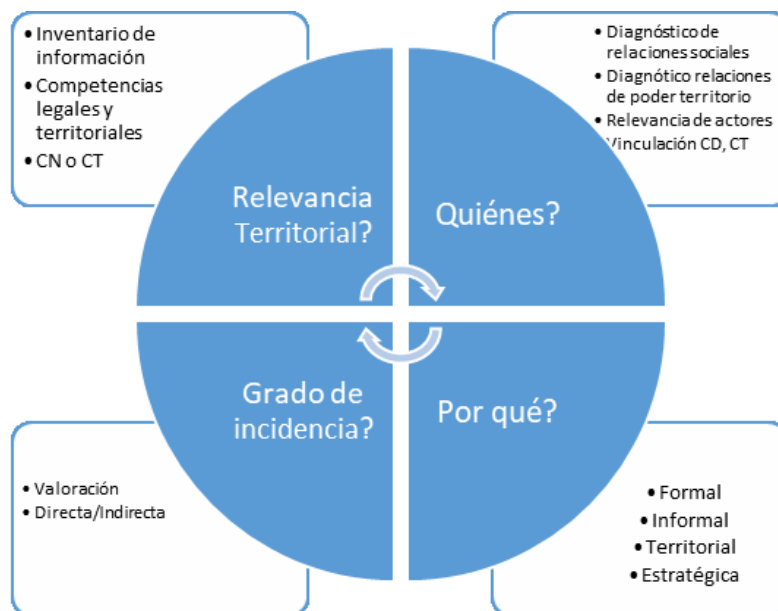 • Inventario de
información
• Competencias
legales y
territoriales
• CN o CT
• Diagnóstico de
relaciones sociales
• Diagnótico relaciones
de poder territorio
• Relevancia de actores
• Vinculación CD, CT
Relevancia
Territorial?
Quiénes?
Grado de
incidencia?
Por qué?
• Valoración
• Directa/Indirecta
• Formal
• Informal
• Territorial
• Estratégica